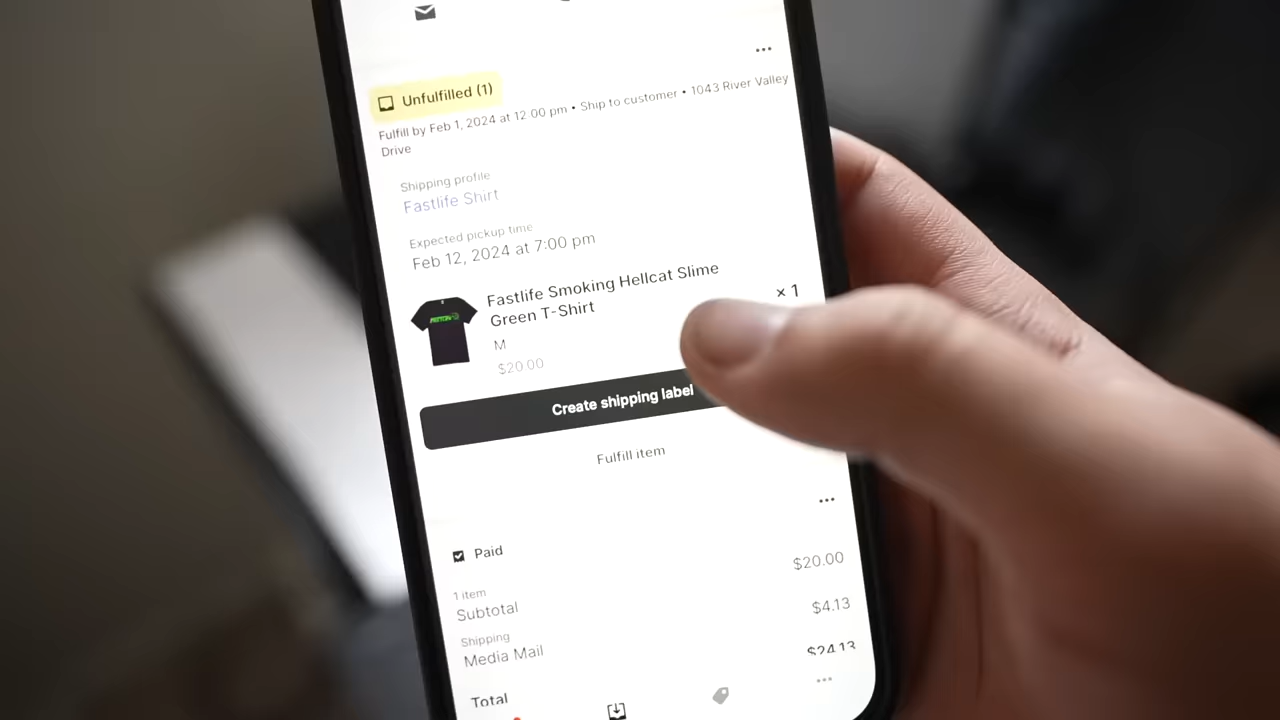 Unfulfilled (1)
Fulfill by Feb 1, 2024 at 12:00 pm • Ship to customer • 1043 River Valley
Drive
Shipping profile
Fastlife Shirt
Expected pickup time
Feb 12, 2024 at 7:00 pm
Fastlife Smoking Hellcat Slime
Green T-Shirt
× 1
M
$20.00
Create shipping label
Fulfill item
Paid
1 item
Subtotal
$20.00
Shipping
Media Mail
$4.13
Total
$24.13